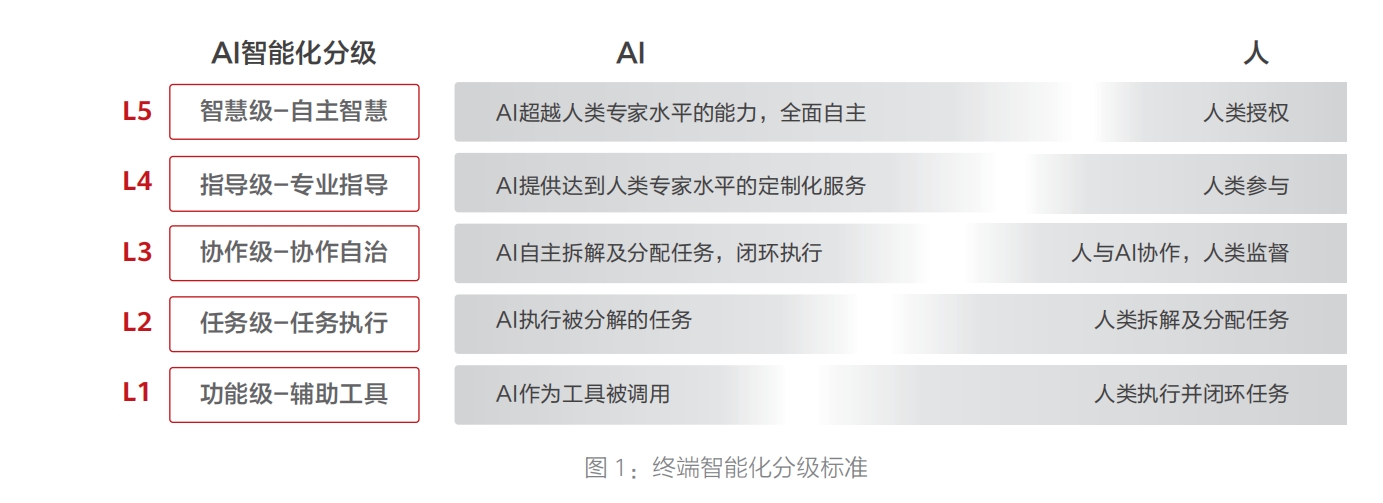 AI智能化分级 AI 人
L5 智慧级-自主智慧 AI超越人类专家水平的能力，全面自主 人类授权
L4 指导级-专业指导 AI提供达到人类专家水平的定制化服务 人类参与
L3 协作级-协作自治 AI自主拆解及分配任务，闭环执行 人与AI协作，人类监督
L2 任务级-任务执行 AI执行被分解的任务 人类拆解及分配任务
L1 功能级-辅助工具 AI作为工具被调用 人类执行并闭环任务
图 1：终端智能化分级标准